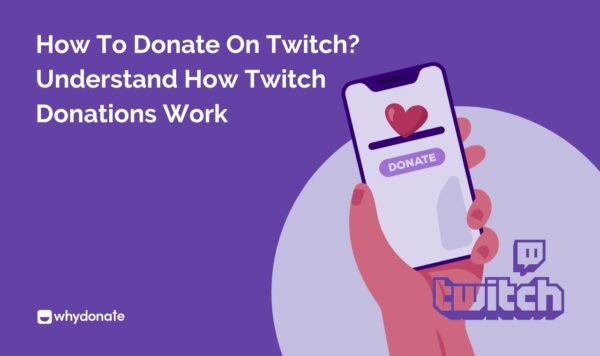 How To Donate On Twitch?
Understand How Twitch
Donations Work
DONATE
twitch
whydonate